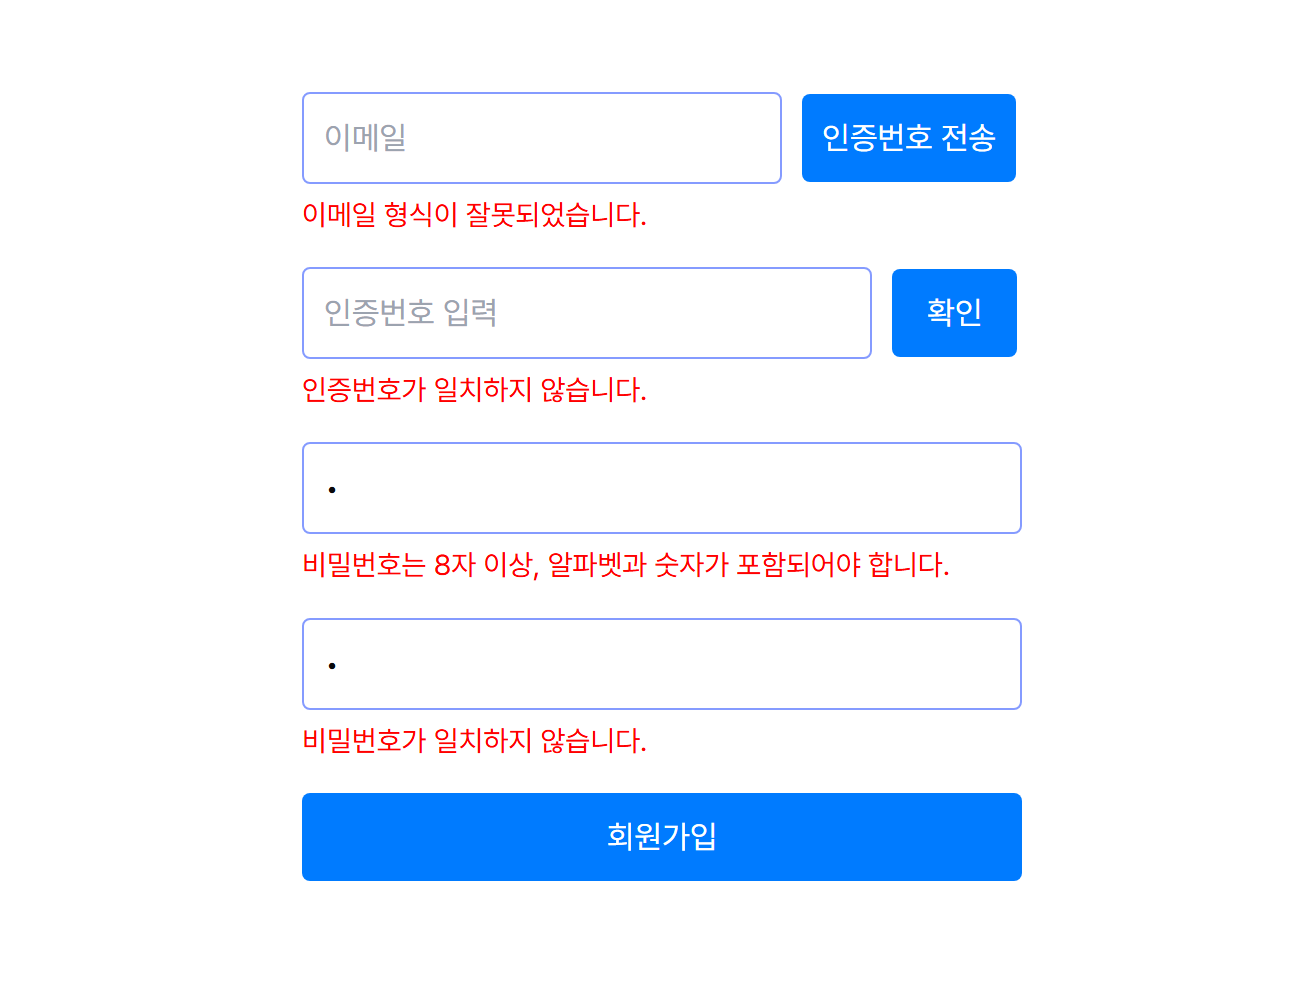 이메일
인증번호 전송
이메일 형식이 잘못되었습니다.
인증번호 입력
확인
인증번호가 일치하지 않습니다.
•
비밀번호는 8자 이상, 알파벳과 숫자가 포함되어야 합니다.
•
비밀번호가 일치하지 않습니다.
회원가입